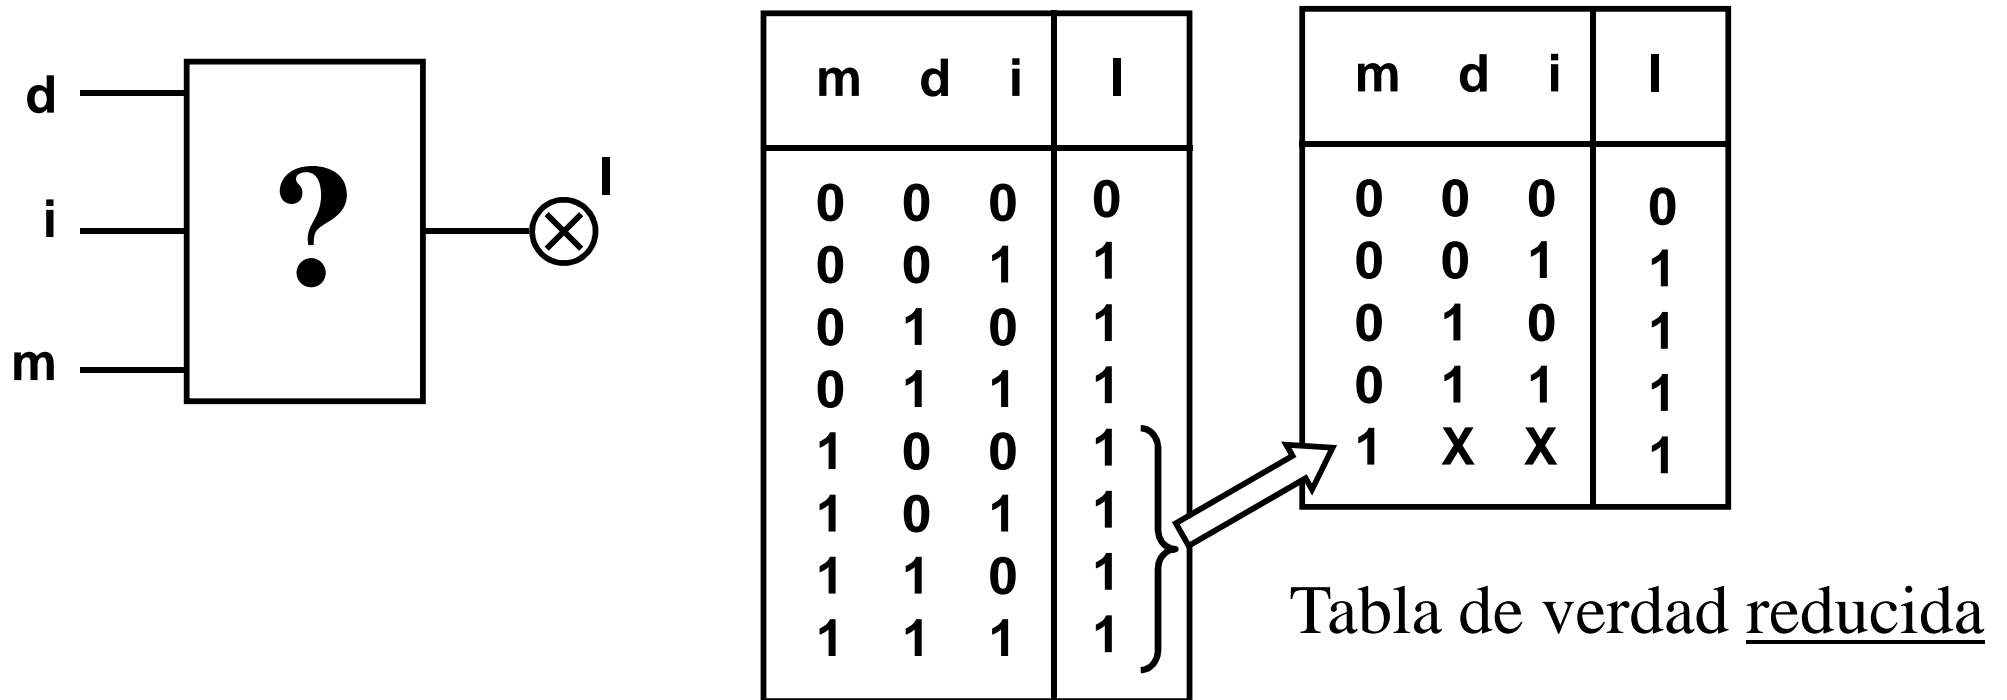 d
i
m
?
l
m d i l
0 0 0 0
0 0 1 1
0 1 0 1
0 1 1 1
1 0 0 1
1 0 1 1
1 1 0 1
1 1 1 1
m d i l
0 0 0 0
0 0 1 1
0 1 0 1
0 1 1 1
1 X X 1
Tabla de verdad reducida